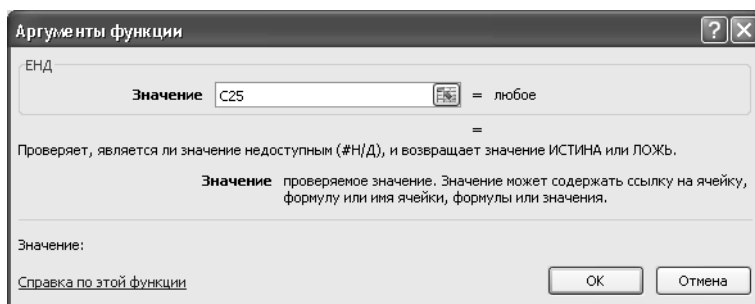 Аргументы функции
ЕНД
Значение C25 = любое
=
Проверяет, является ли значение недоступным (#Н/Д), и возвращает значение ИСТИНА или ЛОЖЬ.
Значение проверяемое значение. Значение может содержать ссылку на ячейку,
формулу или имя ячейки, формулы или значения.
Значение:
Справка по этой функции ОК Отмена